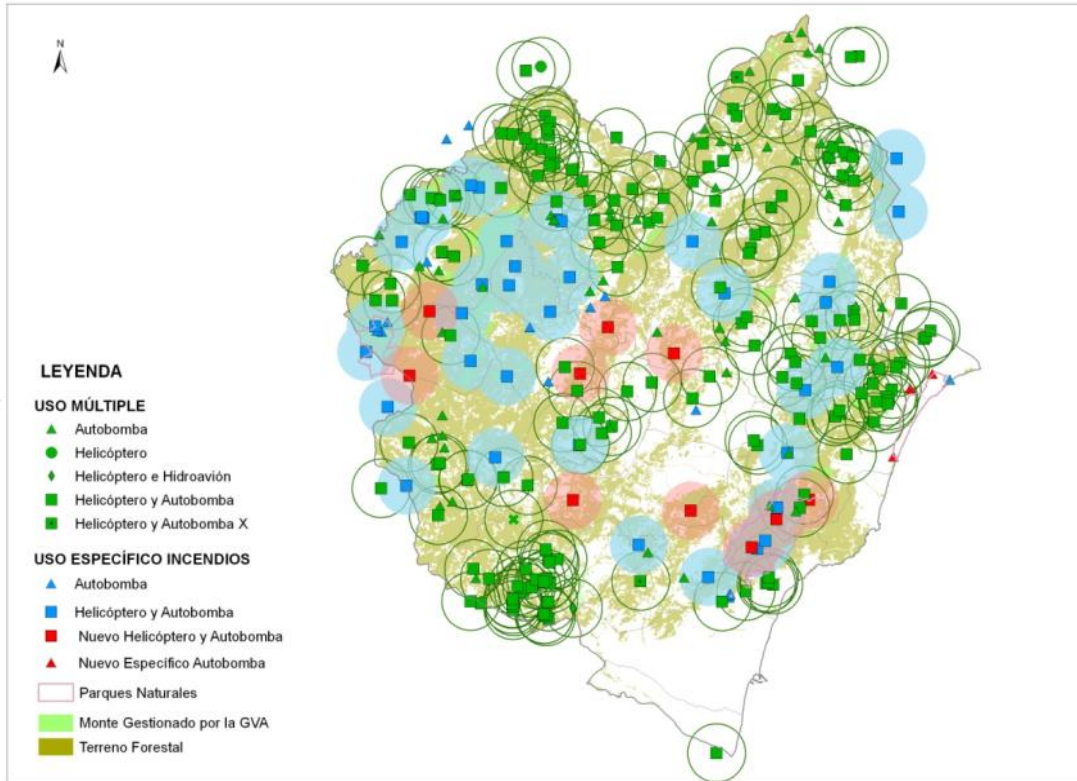 N
LEYENDA
USO MÚLTIPLE
Autobomba
Helicóptero
Helicóptero e Hidroavión
Helicóptero y Autobomba
Helicóptero y Autobomba X
USO ESPECÍFICO INCENDIOS
Autobomba
Helicóptero y Autobomba
Nuevo Helicóptero y Autobomba
Nuevo Específico Autobomba
Parques Naturales
Monte Gestionado por la GVA
Terreno Forestal